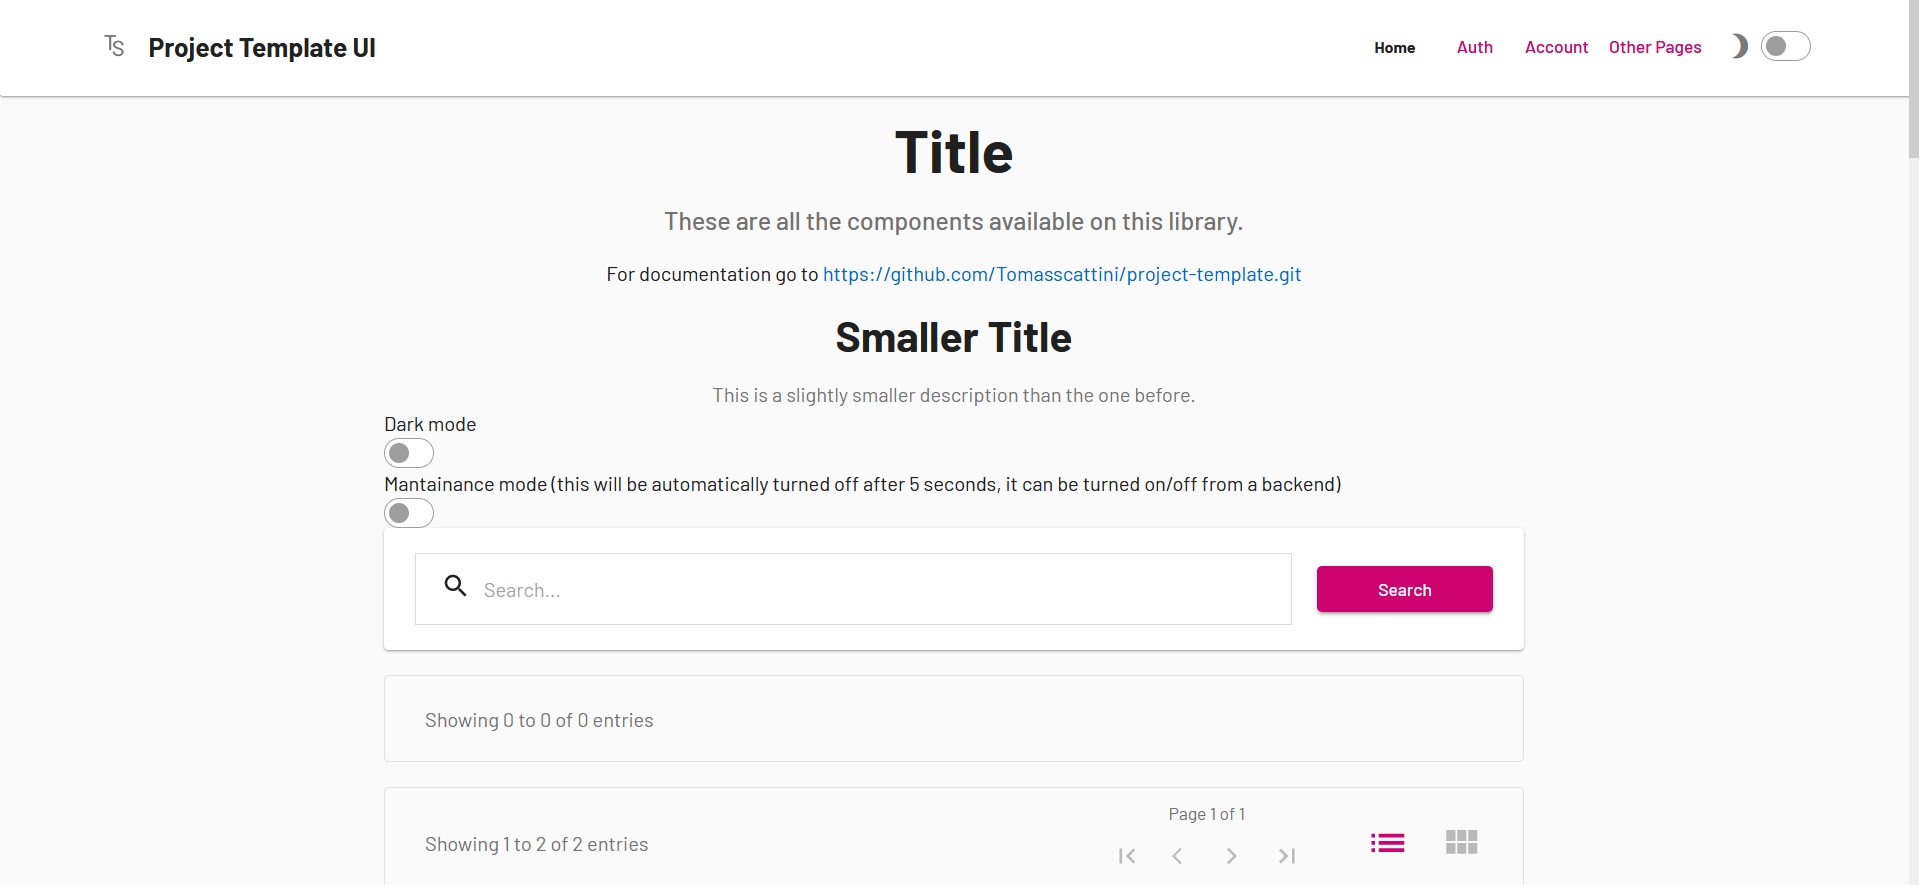 TS Project Template UI
Home Auth Account Other Pages
Title
These are all the components available on this library.
For documentation go to https://github.com/Tomasscattini/project-template.git
Smaller Title
This is a slightly smaller description than the one before.
Dark mode
Mantainance mode (this will be automatically turned off after 5 seconds, it can be turned on/off from a backend)
Search...
Search
Showing 0 to 0 of 0 entries
Page 1 of 1
Showing 1 to 2 of 2 entries